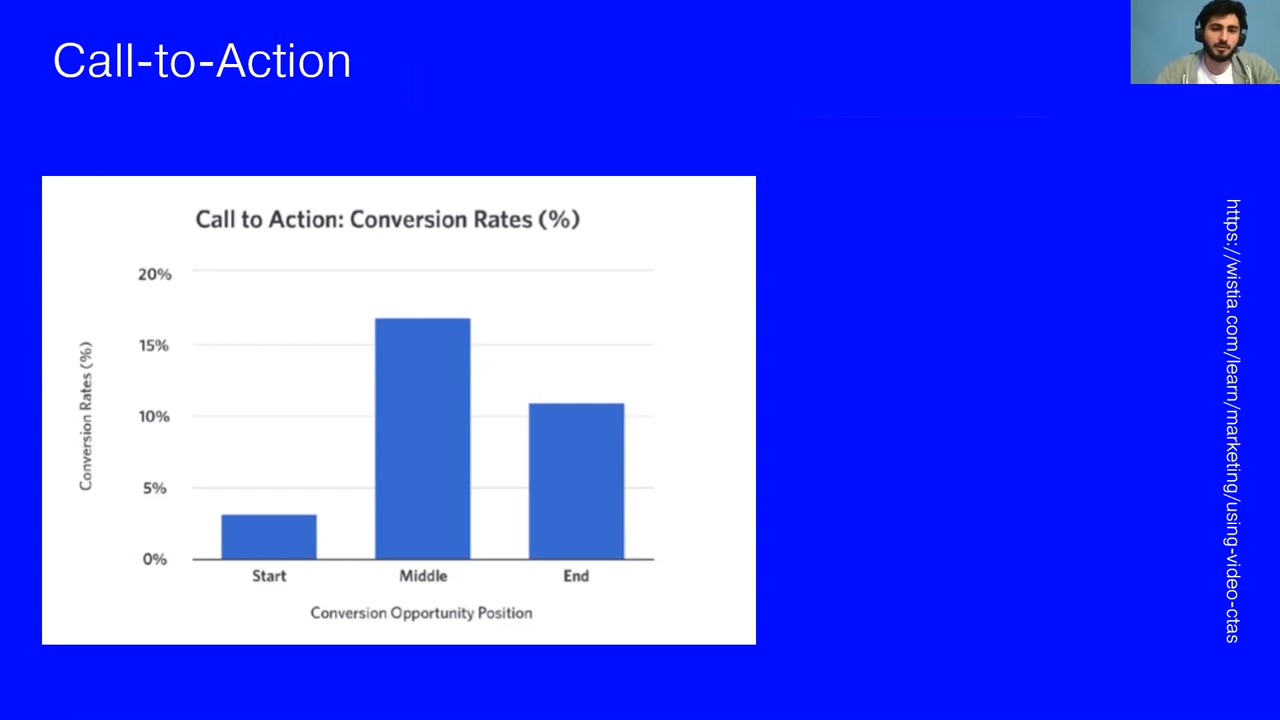 Call-to-Action
Call to Action: Conversion Rates (%)
20%
15%
10%
5%
0%
Conversion Rates (%)
Start
Middle
End
Conversion Opportunity Position
https://wistia.com/learn/marketing/using-video-ctas